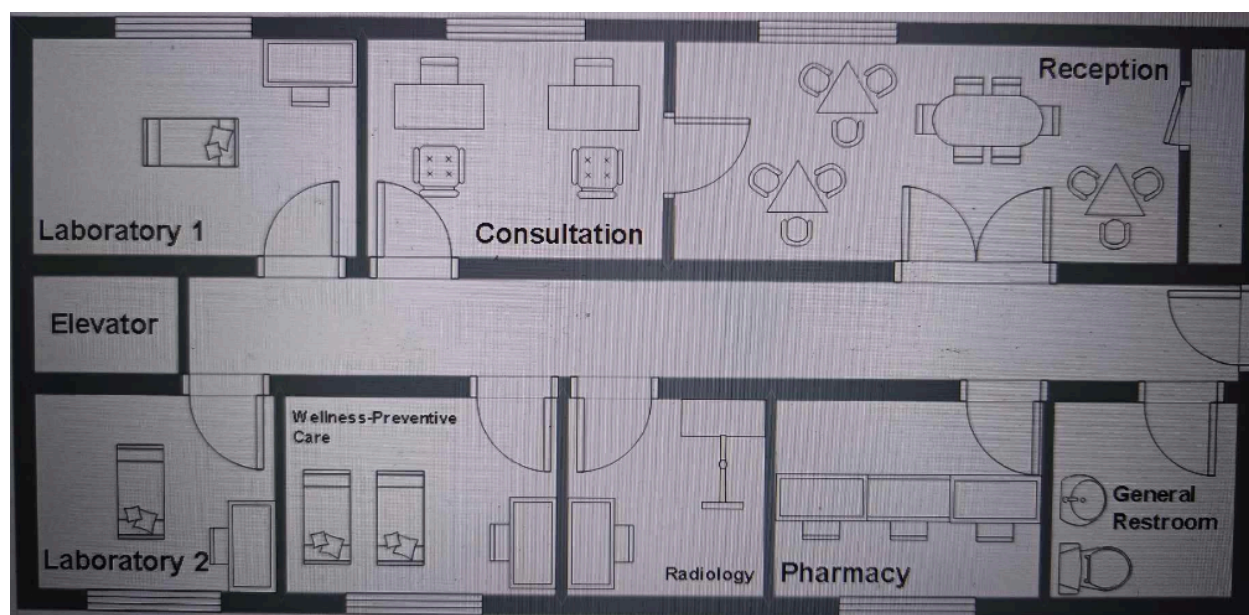 Reception
Laboratory 1
Consultation
Elevator
Wellness-Preventive
Care
General
Restroom
Laboratory 2
Radiology
Pharmacy